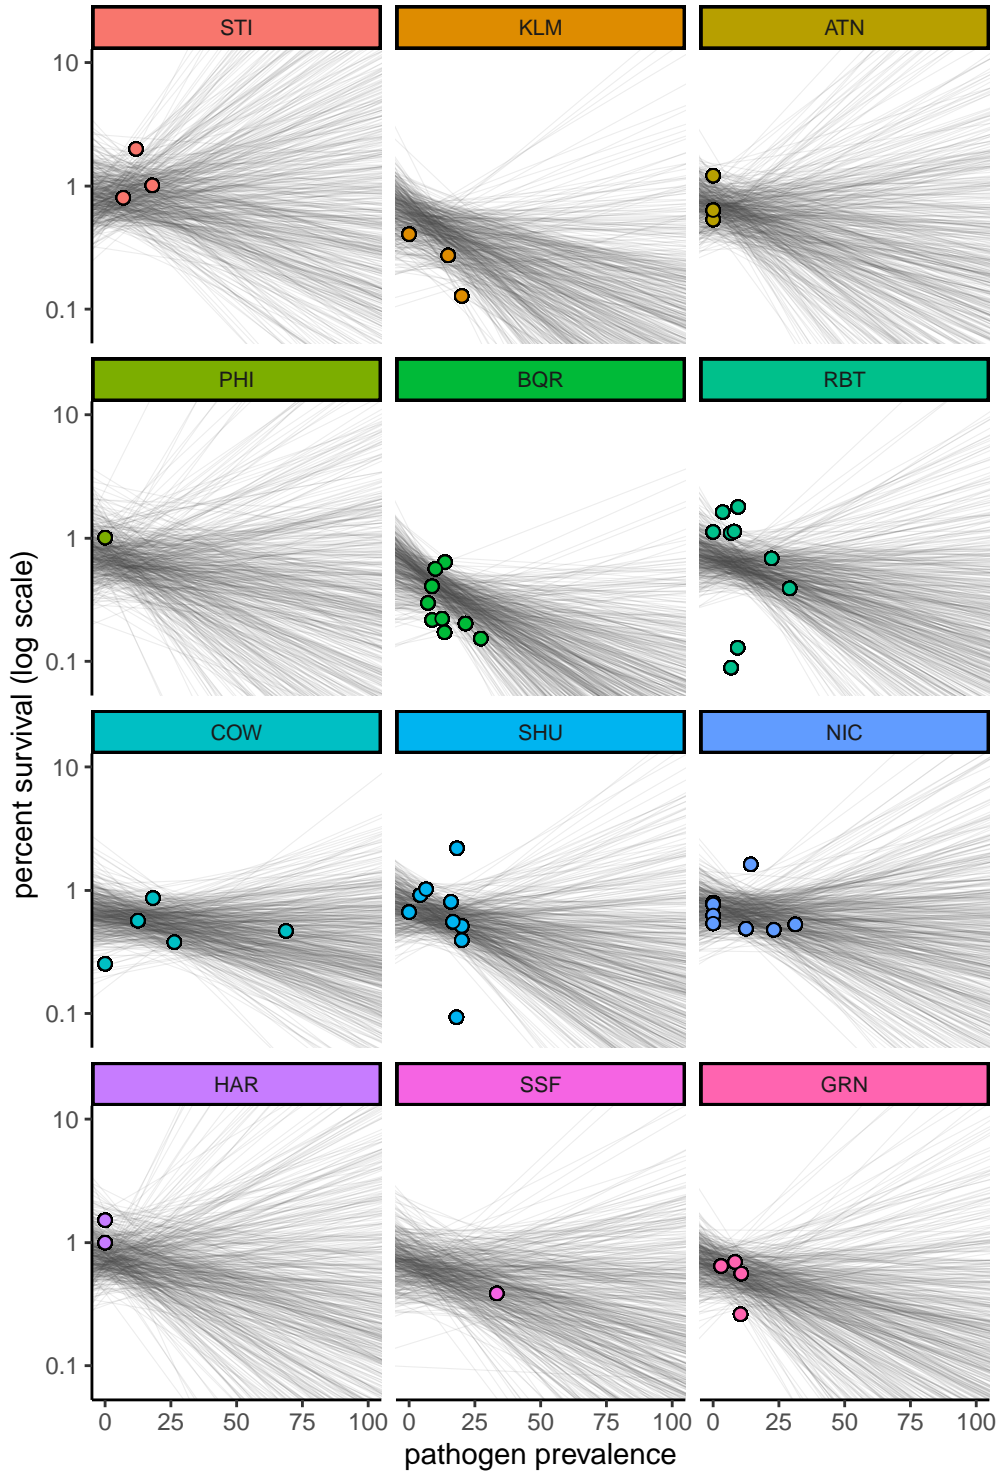 STI KLM ATN
10
1
0.1
PHI BQR RBT
10
1
0.1
COW SHU NIC
10
1
0.1
HAR SSF GRN
10
1
0.1
0 25 50 75 100 0 25 50 75 100 0 25 50 75 100
pathogen prevalence
percent survival (log scale)